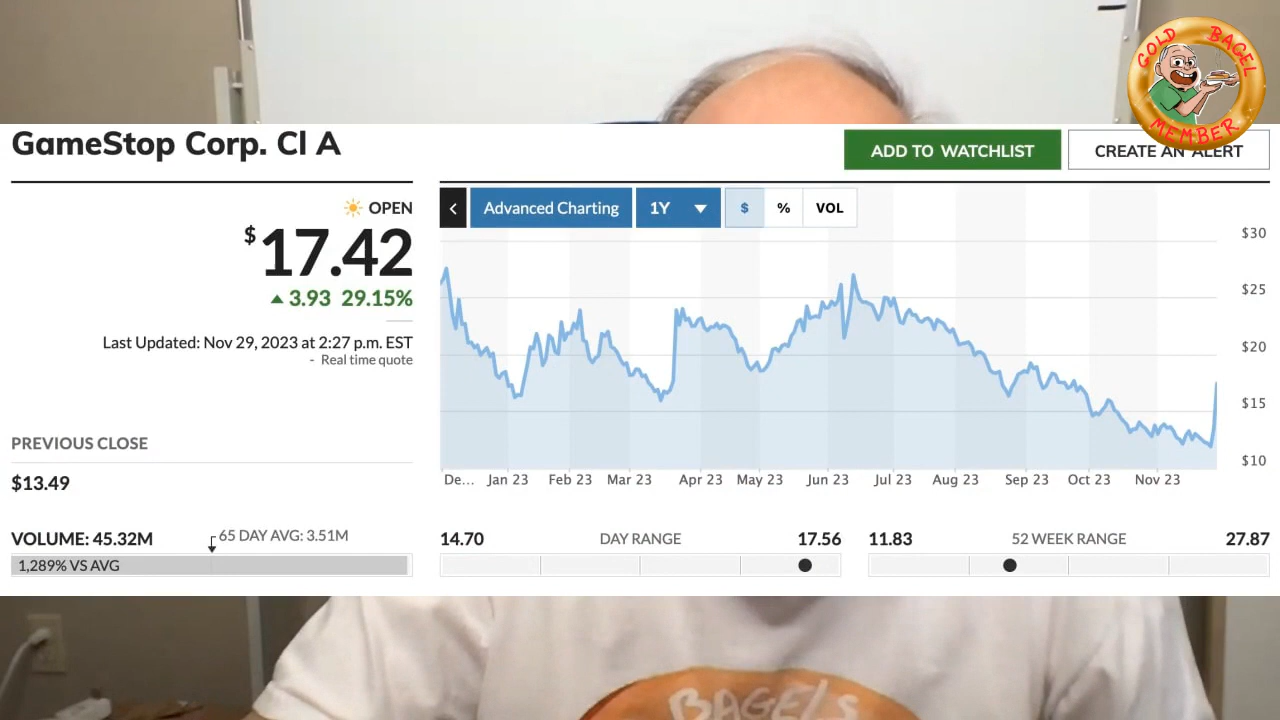 GOLD BAGEL
MEMBER
GameStop Corp. Cl A
ADD TO WATCHLIST
CREATE AN ALERT
OPEN
$17.42
3.93 29.15%
Last Updated: Nov 29, 2023 at 2:27 p.m. EST
- Real time quote
PREVIOUS CLOSE
$13.49
VOLUME: 45.32M
65 DAY AVG: 3.51M
1,289% VS AVG
Advanced Charting
1Y
$
%
VOL
$30
$25
$20
$15
$10
De... Jan 23 Feb 23 Mar 23 Apr 23 May 23 Jun 23 Jul 23 Aug 23 Sep 23 Oct 23 Nov 23
14.70 DAY RANGE 17.56
11.83 52 WEEK RANGE 27.87
BAGELS